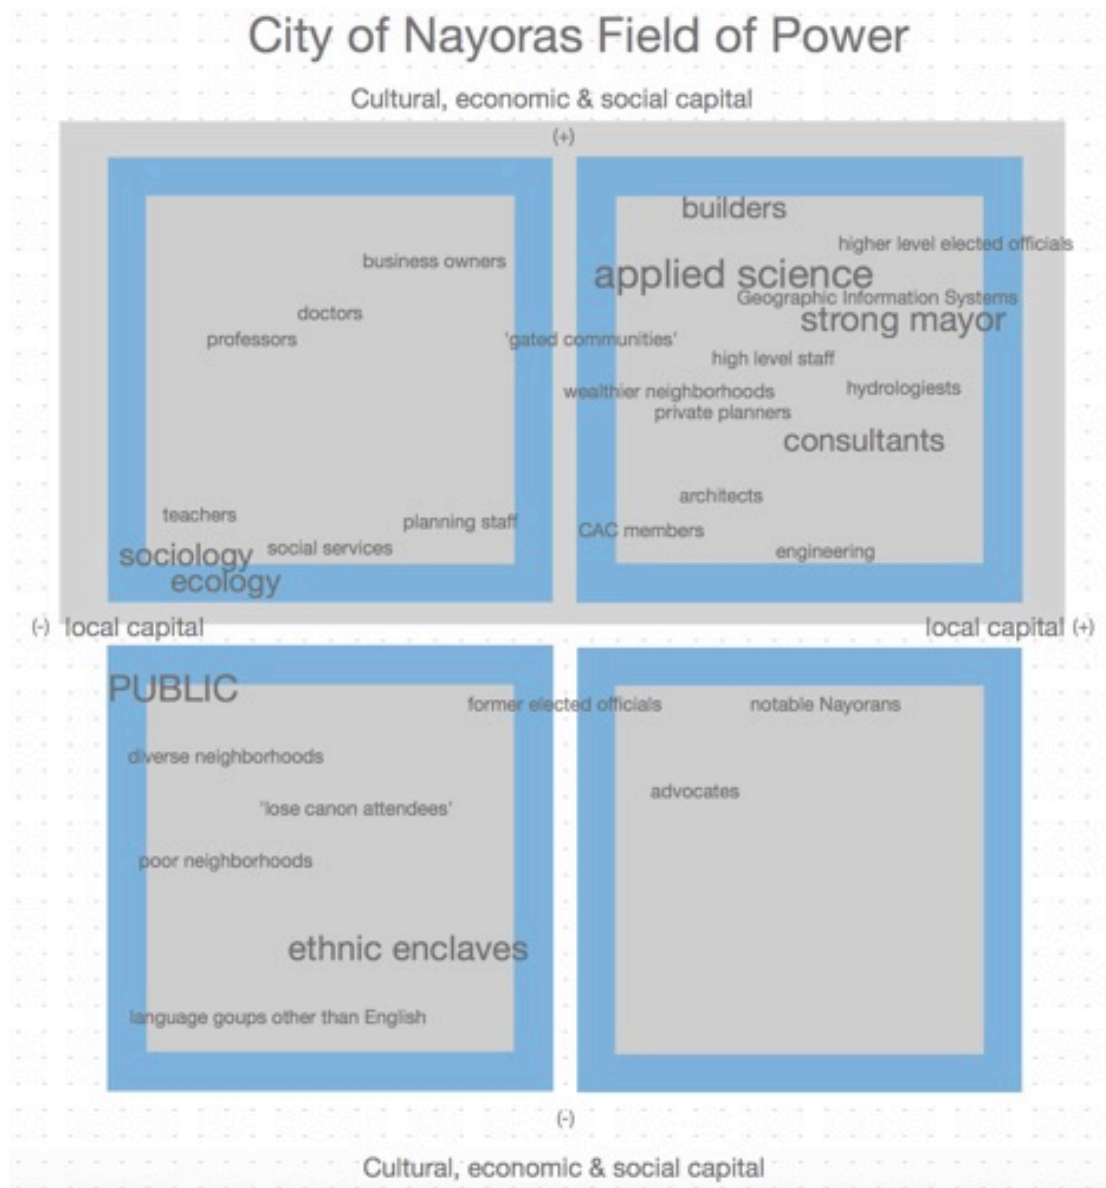 City of Nayoras Field of Power
Cultural, economic & social capital
(+)
business owners
doctors
professors
teachers
planning staff
social services
sociology
ecology
builders
higher level elected officials
applied science
Geographic Information Systems
strong mayor
'gated communities'
high level staff
wealthier neighborhoods
hydrologiests
private planners
consultants
architects
CAC members
engineering
(-) local capital
local capital (+)
PUBLIC
diverse neighborhoods
'lose canon attendees'
poor neighborhoods
ethnic enclaves
language goups other than English
former elected officials
notable Nayorans
advocates
(-)
Cultural, economic & social capital